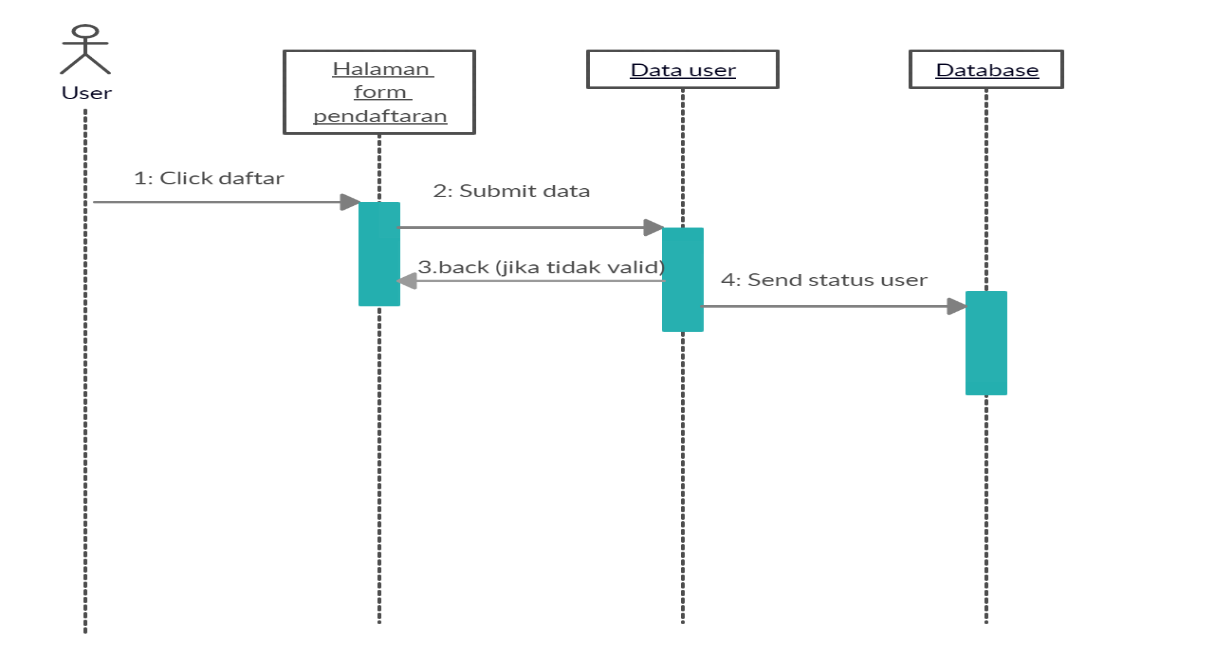 User
Halaman
form
pendaftaran
Data user
Database
1: Click daftar
2: Submit data
3.back (jika tidak valid)
4: Send status user